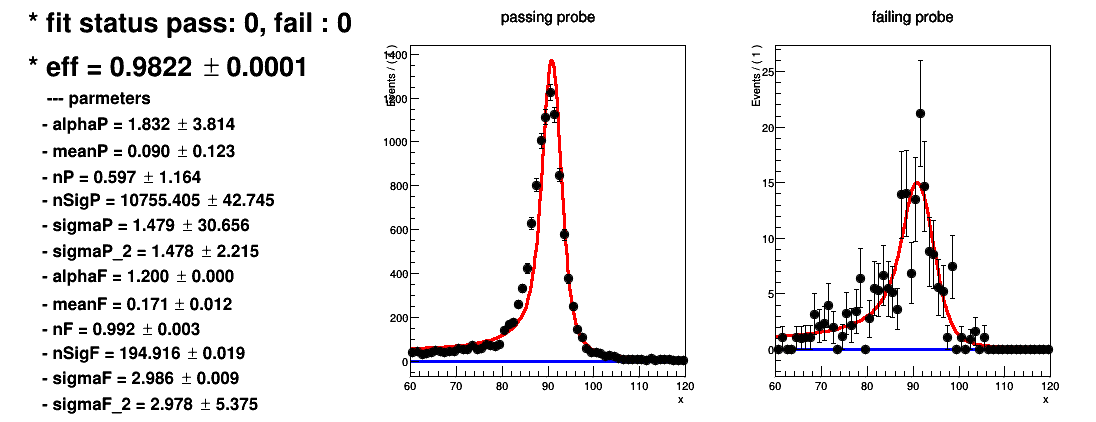 * fit status pass: 0, fail : 0
* eff = 0.9822 ± 0.0001
--- parmeters
- alphaP = 1.832 ± 3.814
- meanP = 0.090 ± 0.123
- nP = 0.597 ± 1.164
- nSigP = 10755.405 ± 42.745
- sigmaP = 1.479 ± 30.656
- sigmaP_2 = 1.478 ± 2.215
- alphaF = 1.200 ± 0.000
- meanF = 0.171 ± 0.012
- nF = 0.992 ± 0.003
- nSigF = 194.916 ± 0.019
- sigmaF = 2.986 ± 0.009
- sigmaF_2 = 2.978 ± 5.375
passing probe
Events / ( 1 )
1400
1200
1000
800
600
400
200
0
60 70 80 90 100 110 120
x
failing probe
Events / ( 1 )
25
20
15
10
5
0
60 70 80 90 100 110 120
x